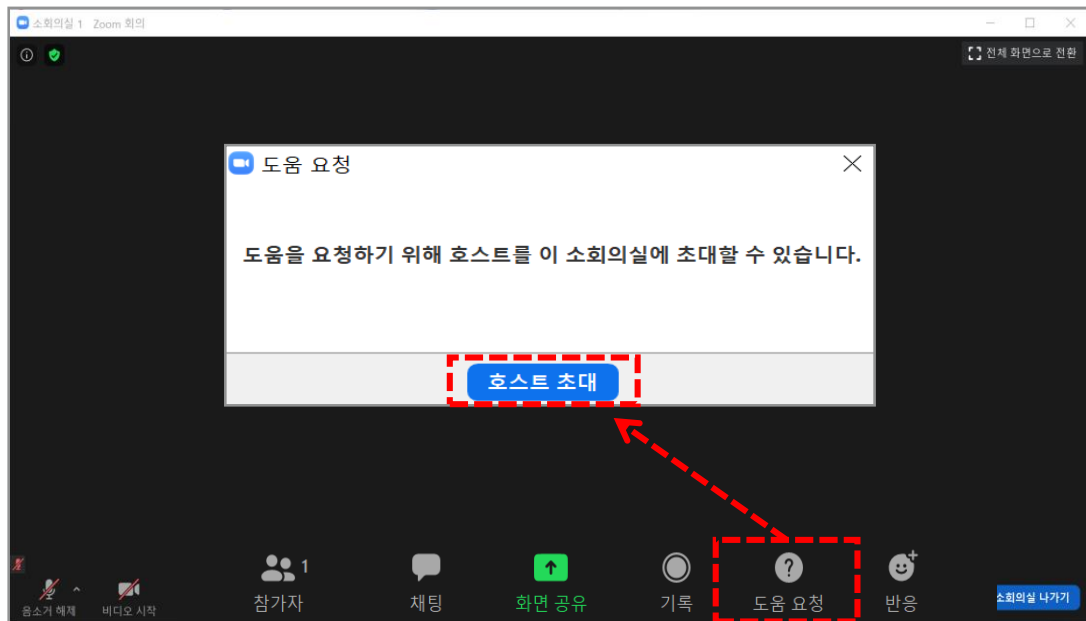 소회의실 1 Zoom 회의
전체 화면으로 전환
도움 요청
도움을 요청하기 위해 호스트를 이 소회의실에 초대할 수 있습니다.
호스트 초대
1
음소거 해제
비디오 시작
참가자
채팅
화면 공유
기록
도움 요청
반응
소회의실 나가기